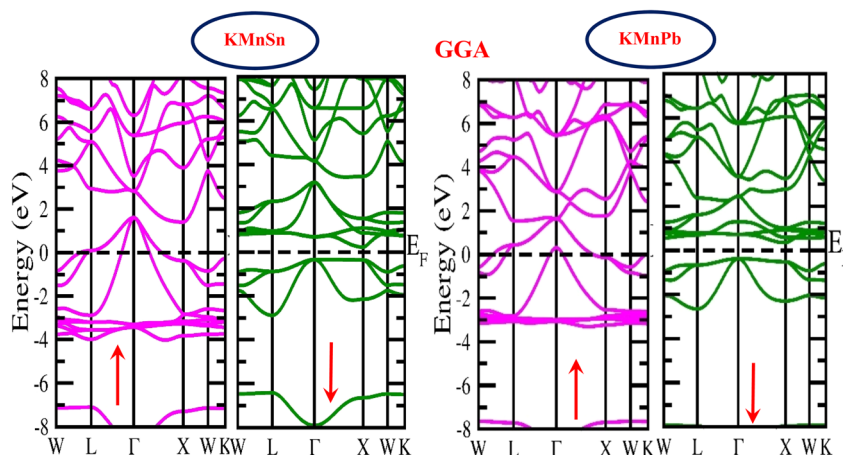 KMnSn
GGA
KMnPb
Energy (eV)
8
6
4
2
0
-2
-4
-6
-8
E_F
W L Γ X W K W L Γ X W K
Energy (eV)
8
6
4
2
0
-2
-4
-6
-8
E
W L Γ X W K W L Γ X W K